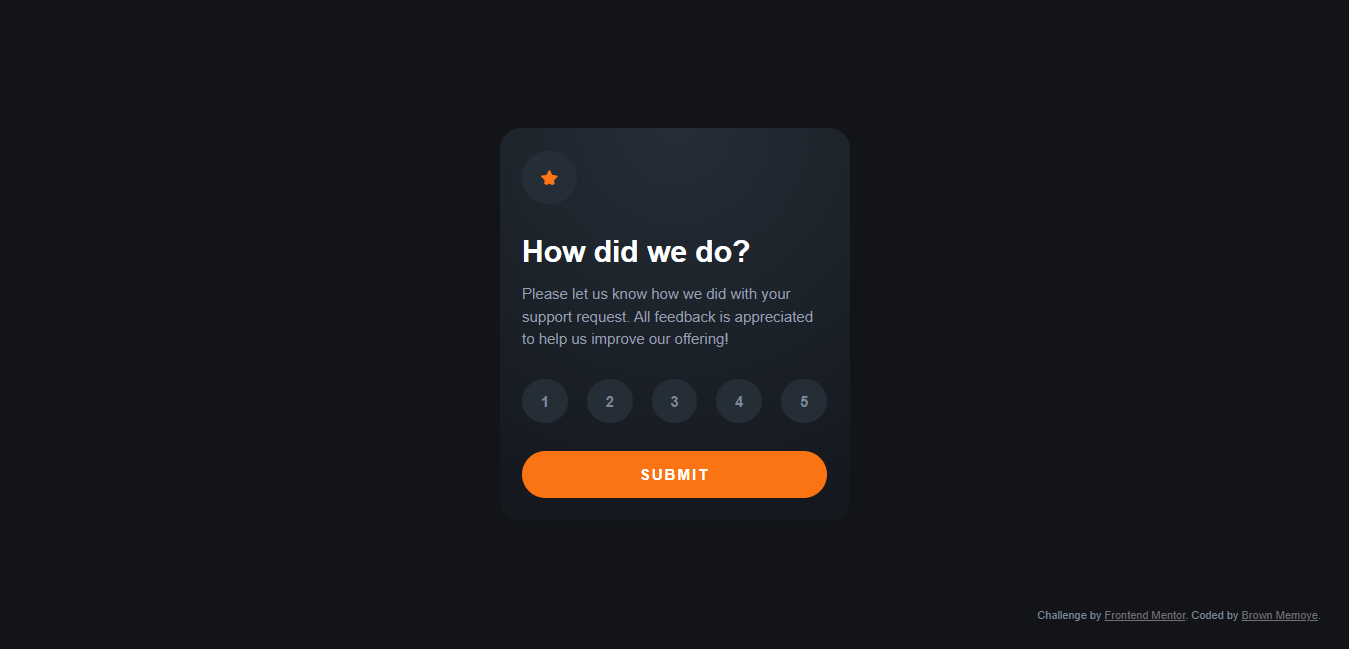 How did we do?
Please let us know how we did with your
support request. All feedback is appreciated
to help us improve our offering!
1 2 3 4 5
SUBMIT
Challenge by Frontend Mentor. Coded by Brown Memoye.